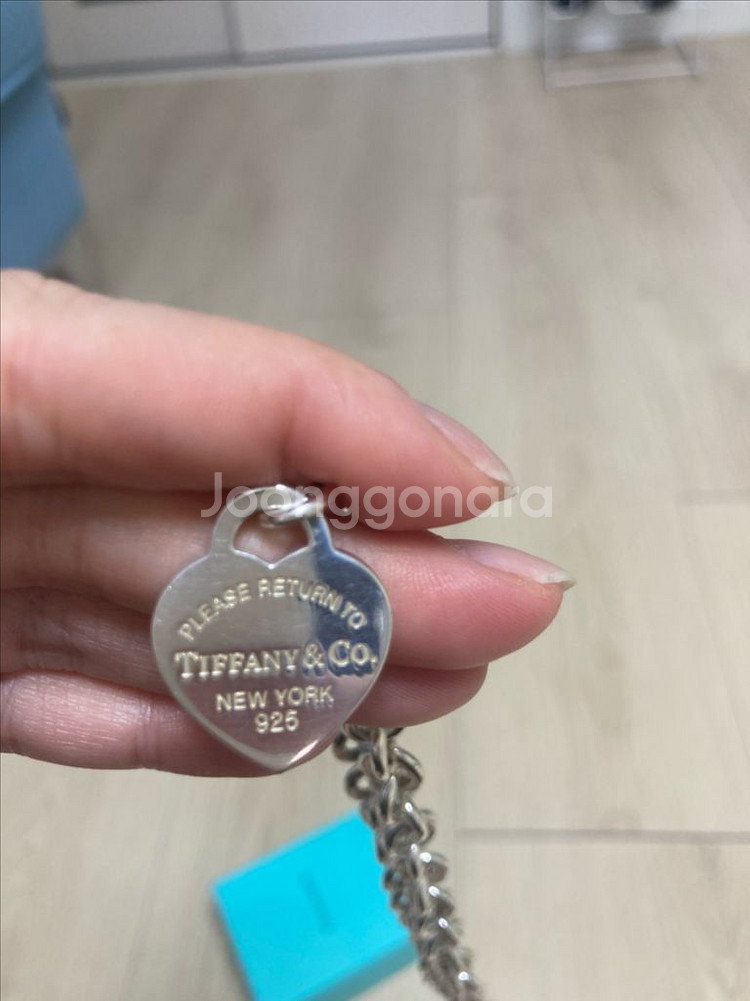 Joonggonara
PLEASE RETURN TO
TIFFANY & CO.
NEW YORK
925